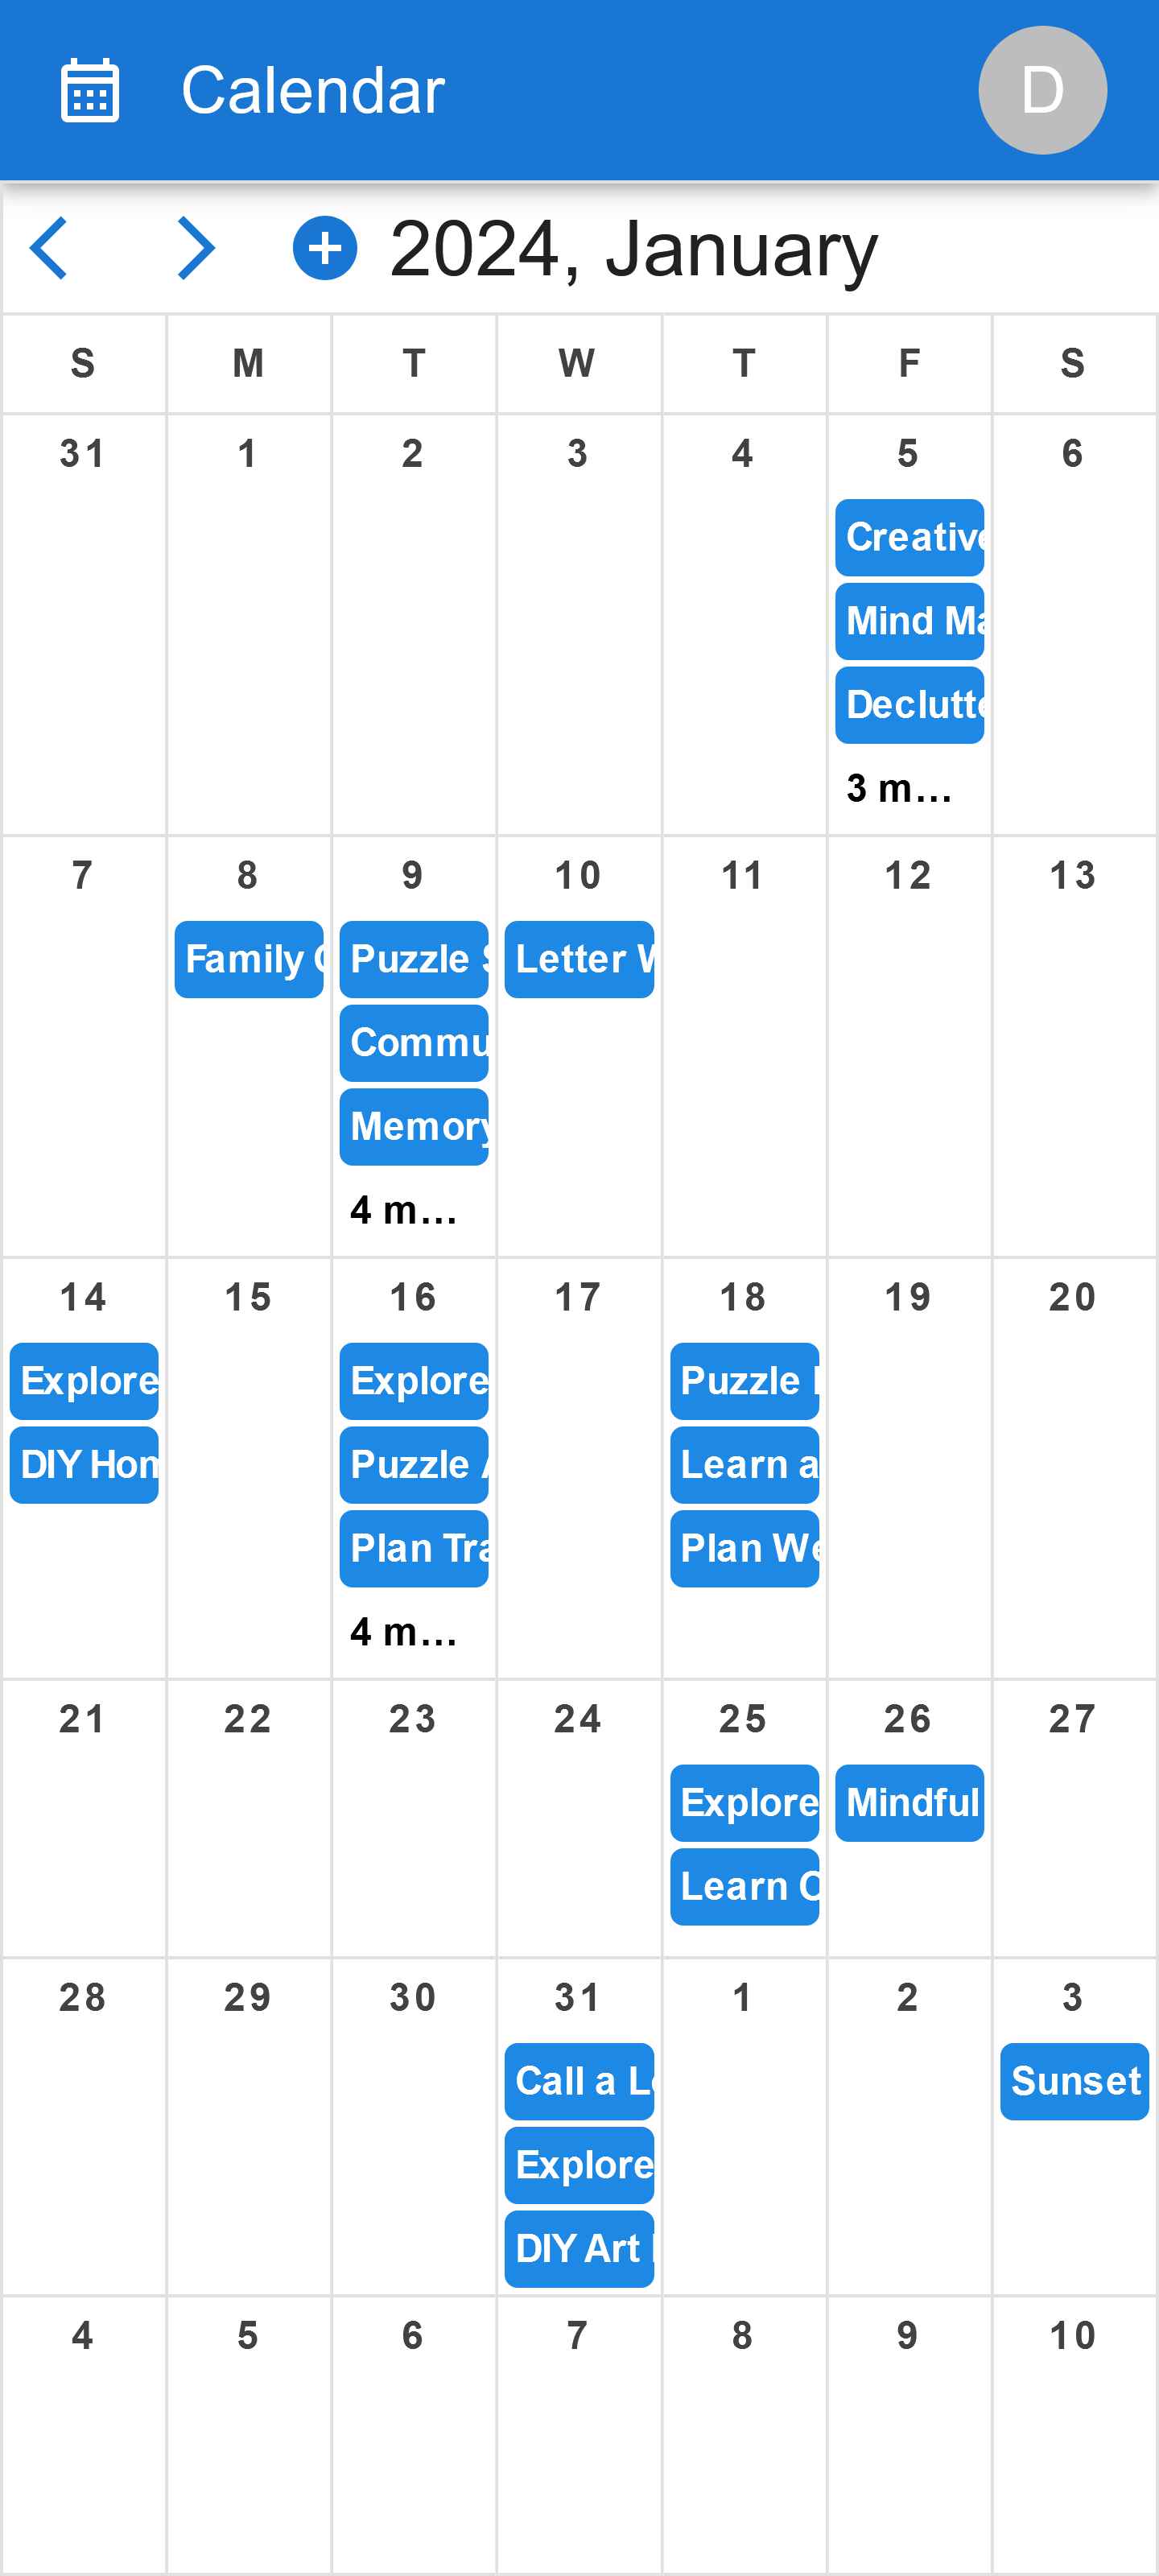 Calendar
D
2024, January
S M T W T F S
31 1 2 3 4 5 6
Creative
Mind Ma
Declutte
3 m...
7 8 9 10 11 12 13
Family Puzzle Letter
Commu
Memory
4 m...
14 15 16 17 18 19 20
Explore Explore Puzzle
DIY Hom Puzzle Learn a
Plan Tra Plan We
4 m...
21 22 23 24 25 26 27
Explore Mindful
Learn
28 29 30 31 1 2 3
Call a Lo Sunset
Explore
DIY Art
4 5 6 7 8 9 10